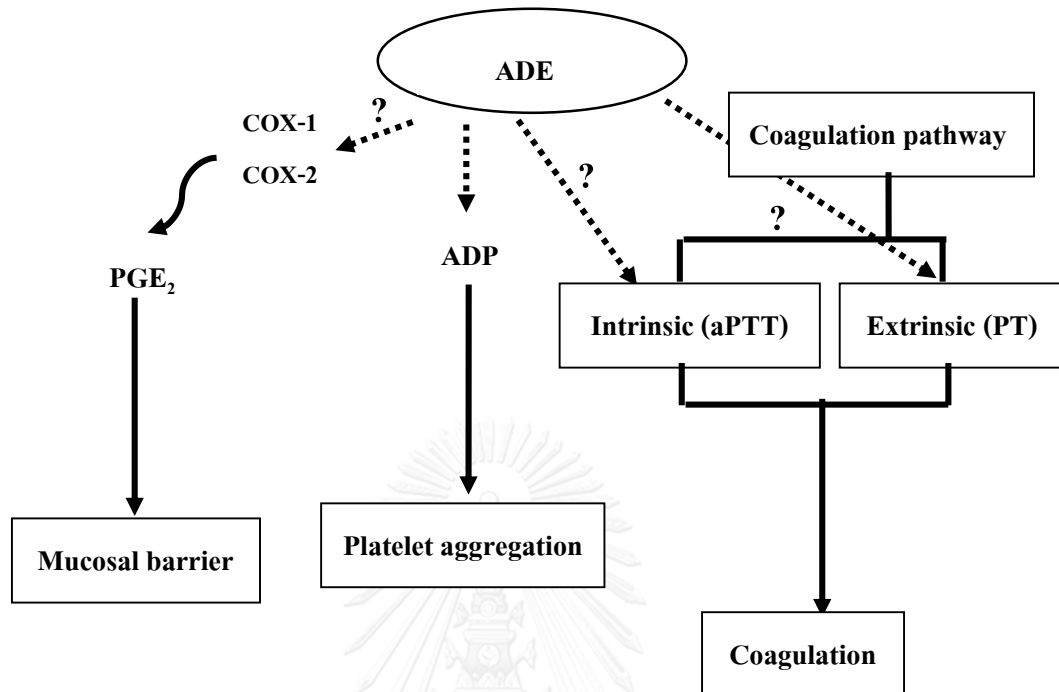 ADE
?
COX-1
COX-2
Coagulation pathway
?
?
PGE₂
ADP
Intrinsic (aPTT)
Extrinsic (PT)
Mucosal barrier
Platelet aggregation
Coagulation